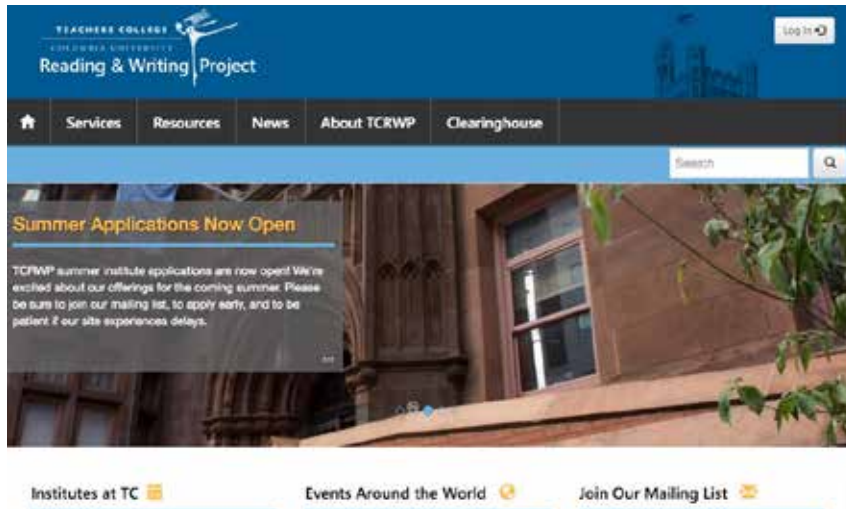 TEACHERS COLLEGE
COLUMBIA UNIVERSITY
Reading & Writing Project
Log In
Services Resources News About TCRWP Clearinghouse
Search
Summer Applications Now Open
TCRWP summer institute applications are now open! We're
excited about our offerings for the coming summer. Please
be sure to join our mailing list, to apply early, and to be
patient if our site experiences delays.
Institutes at TC Events Around the World Join Our Mailing List